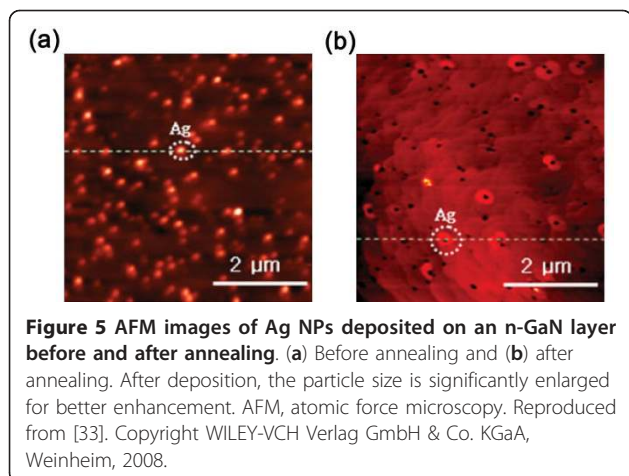 (a)
(b)
Ag
2 µm
Ag
2 µm
Figure 5 AFM images of Ag NPs deposited on an n-GaN layer
before and after annealing. (a) Before annealing and (b) after
annealing. After deposition, the particle size is significantly enlarged
for better enhancement. AFM, atomic force microscopy. Reproduced
from [33]. Copyright WILEY-VCH Verlag GmbH & Co. KGaA,
Weinheim, 2008.